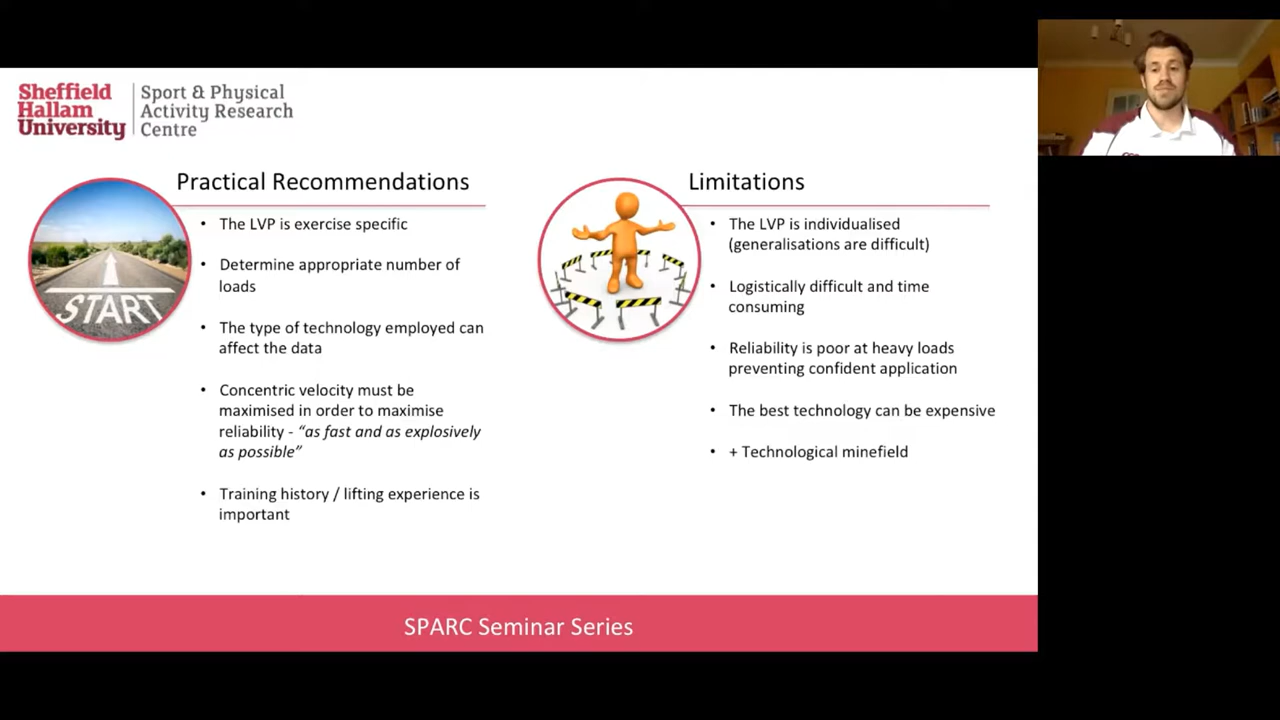 Sheffield
Hallam
University
Sport & Physical
Activity Research
Centre
Practical Recommendations
• The LVP is exercise specific
• Determine appropriate number of
loads
• The type of technology employed can
affect the data
• Concentric velocity must be
maximised in order to maximise
reliability - “as fast and as explosively
as possible”
• Training history / lifting experience is
important
START
Limitations
• The LVP is individualised
(generalisations are difficult)
• Logistically difficult and time
consuming
• Reliability is poor at heavy loads
preventing confident application
• The best technology can be expensive
• + Technological minefield
SPARC Seminar Series